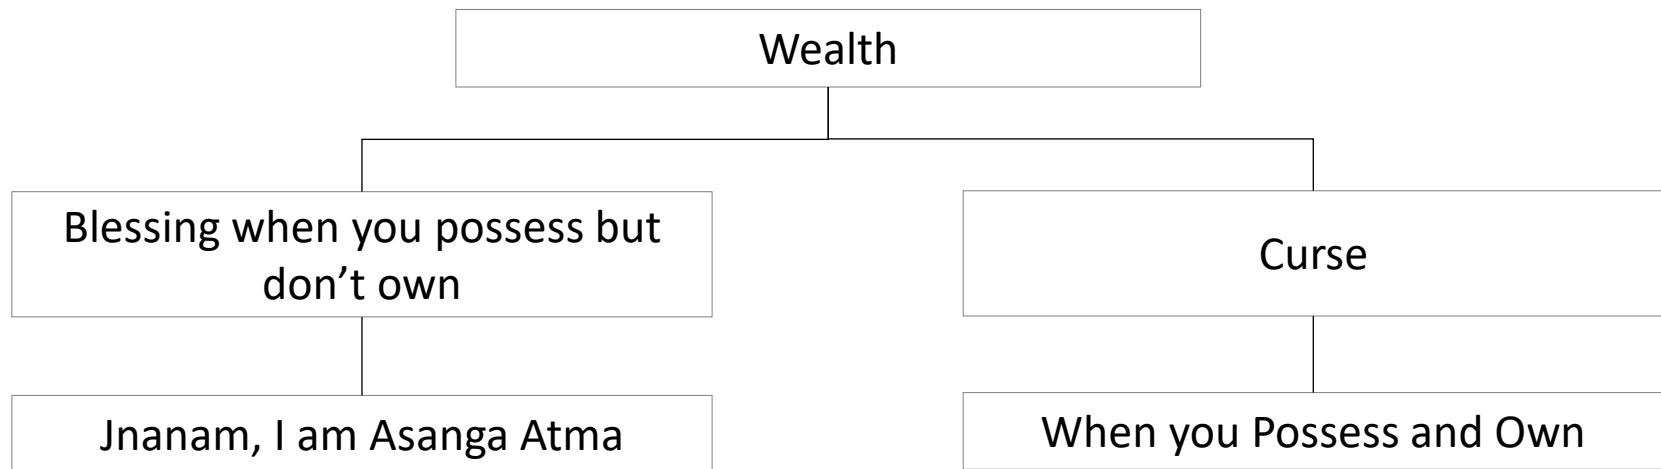 Wealth
Blessing when you possess but
don’t own
Curse
Jnanam, I am Asanga Atma
When you Possess and Own